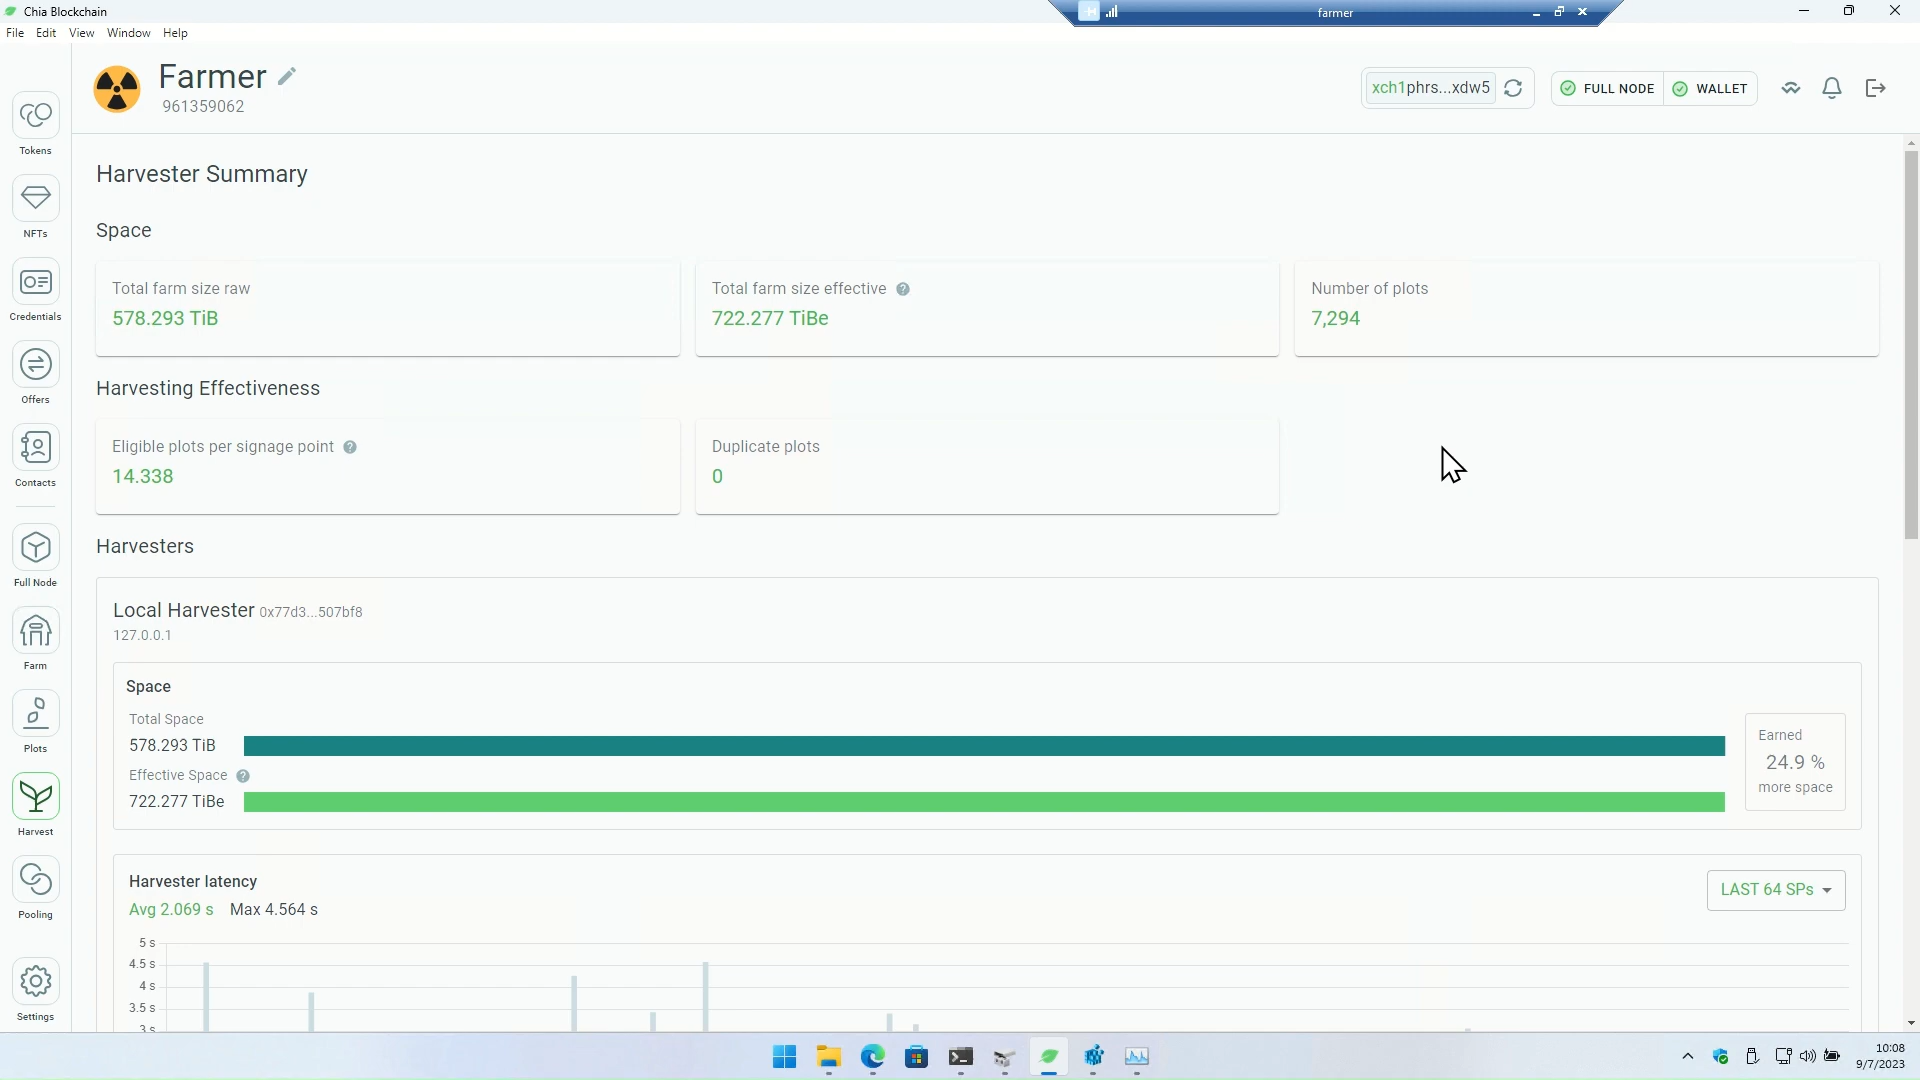 Chia Blockchain
farmer
File Edit View Window Help
Farmer
961359062
xch1phrs...xdw5
FULL NODE
WALLET
Tokens
NFTs
Credentials
Offers
Contacts
Full Node
Farm
Plots
Harvest
Pooling
Settings
Harvester Summary
Space
Total farm size raw
578.293 TiB
Total farm size effective ?
722.277 TiBe
Number of plots
7,294
Harvesting Effectiveness
Eligible plots per signage point ?
14.338
Duplicate plots
0
Harvesters
Local Harvester 0x77d3...507bf8
127.0.0.1
Space
Total Space
578.293 TiB
Effective Space ?
722.277 TiBe
Earned
24.9 %
more space
Harvester latency
Avg 2.069 s Max 4.564 s
LAST 64 SPs
5 s
4.5 s
4 s
3.5 s
3 s
10:08
9/7/2023